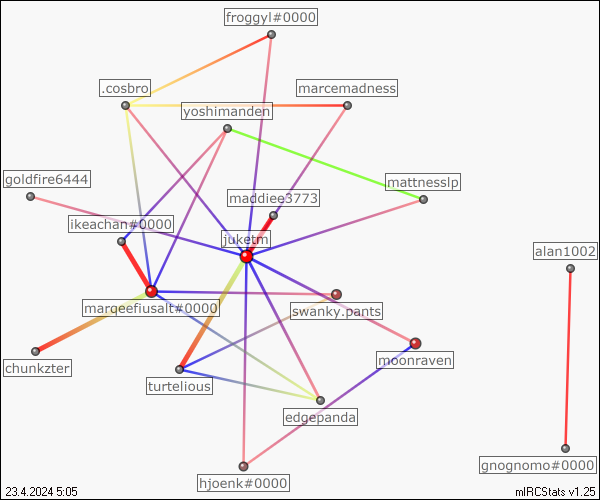 froggyl#0000
.cosbro
marcemadness
yoshimanden
goldfire6444
mattnesslp
maddiee3773
ikeachan#0000
juketm
alan1002
marqeefiusalt#0000
swanky.pants
chunkzter
moonraven
turtelious
edgepanda
gnognomo#0000
hjoenk#0000
23.4.2024 5:05
mIRCStats v1.25